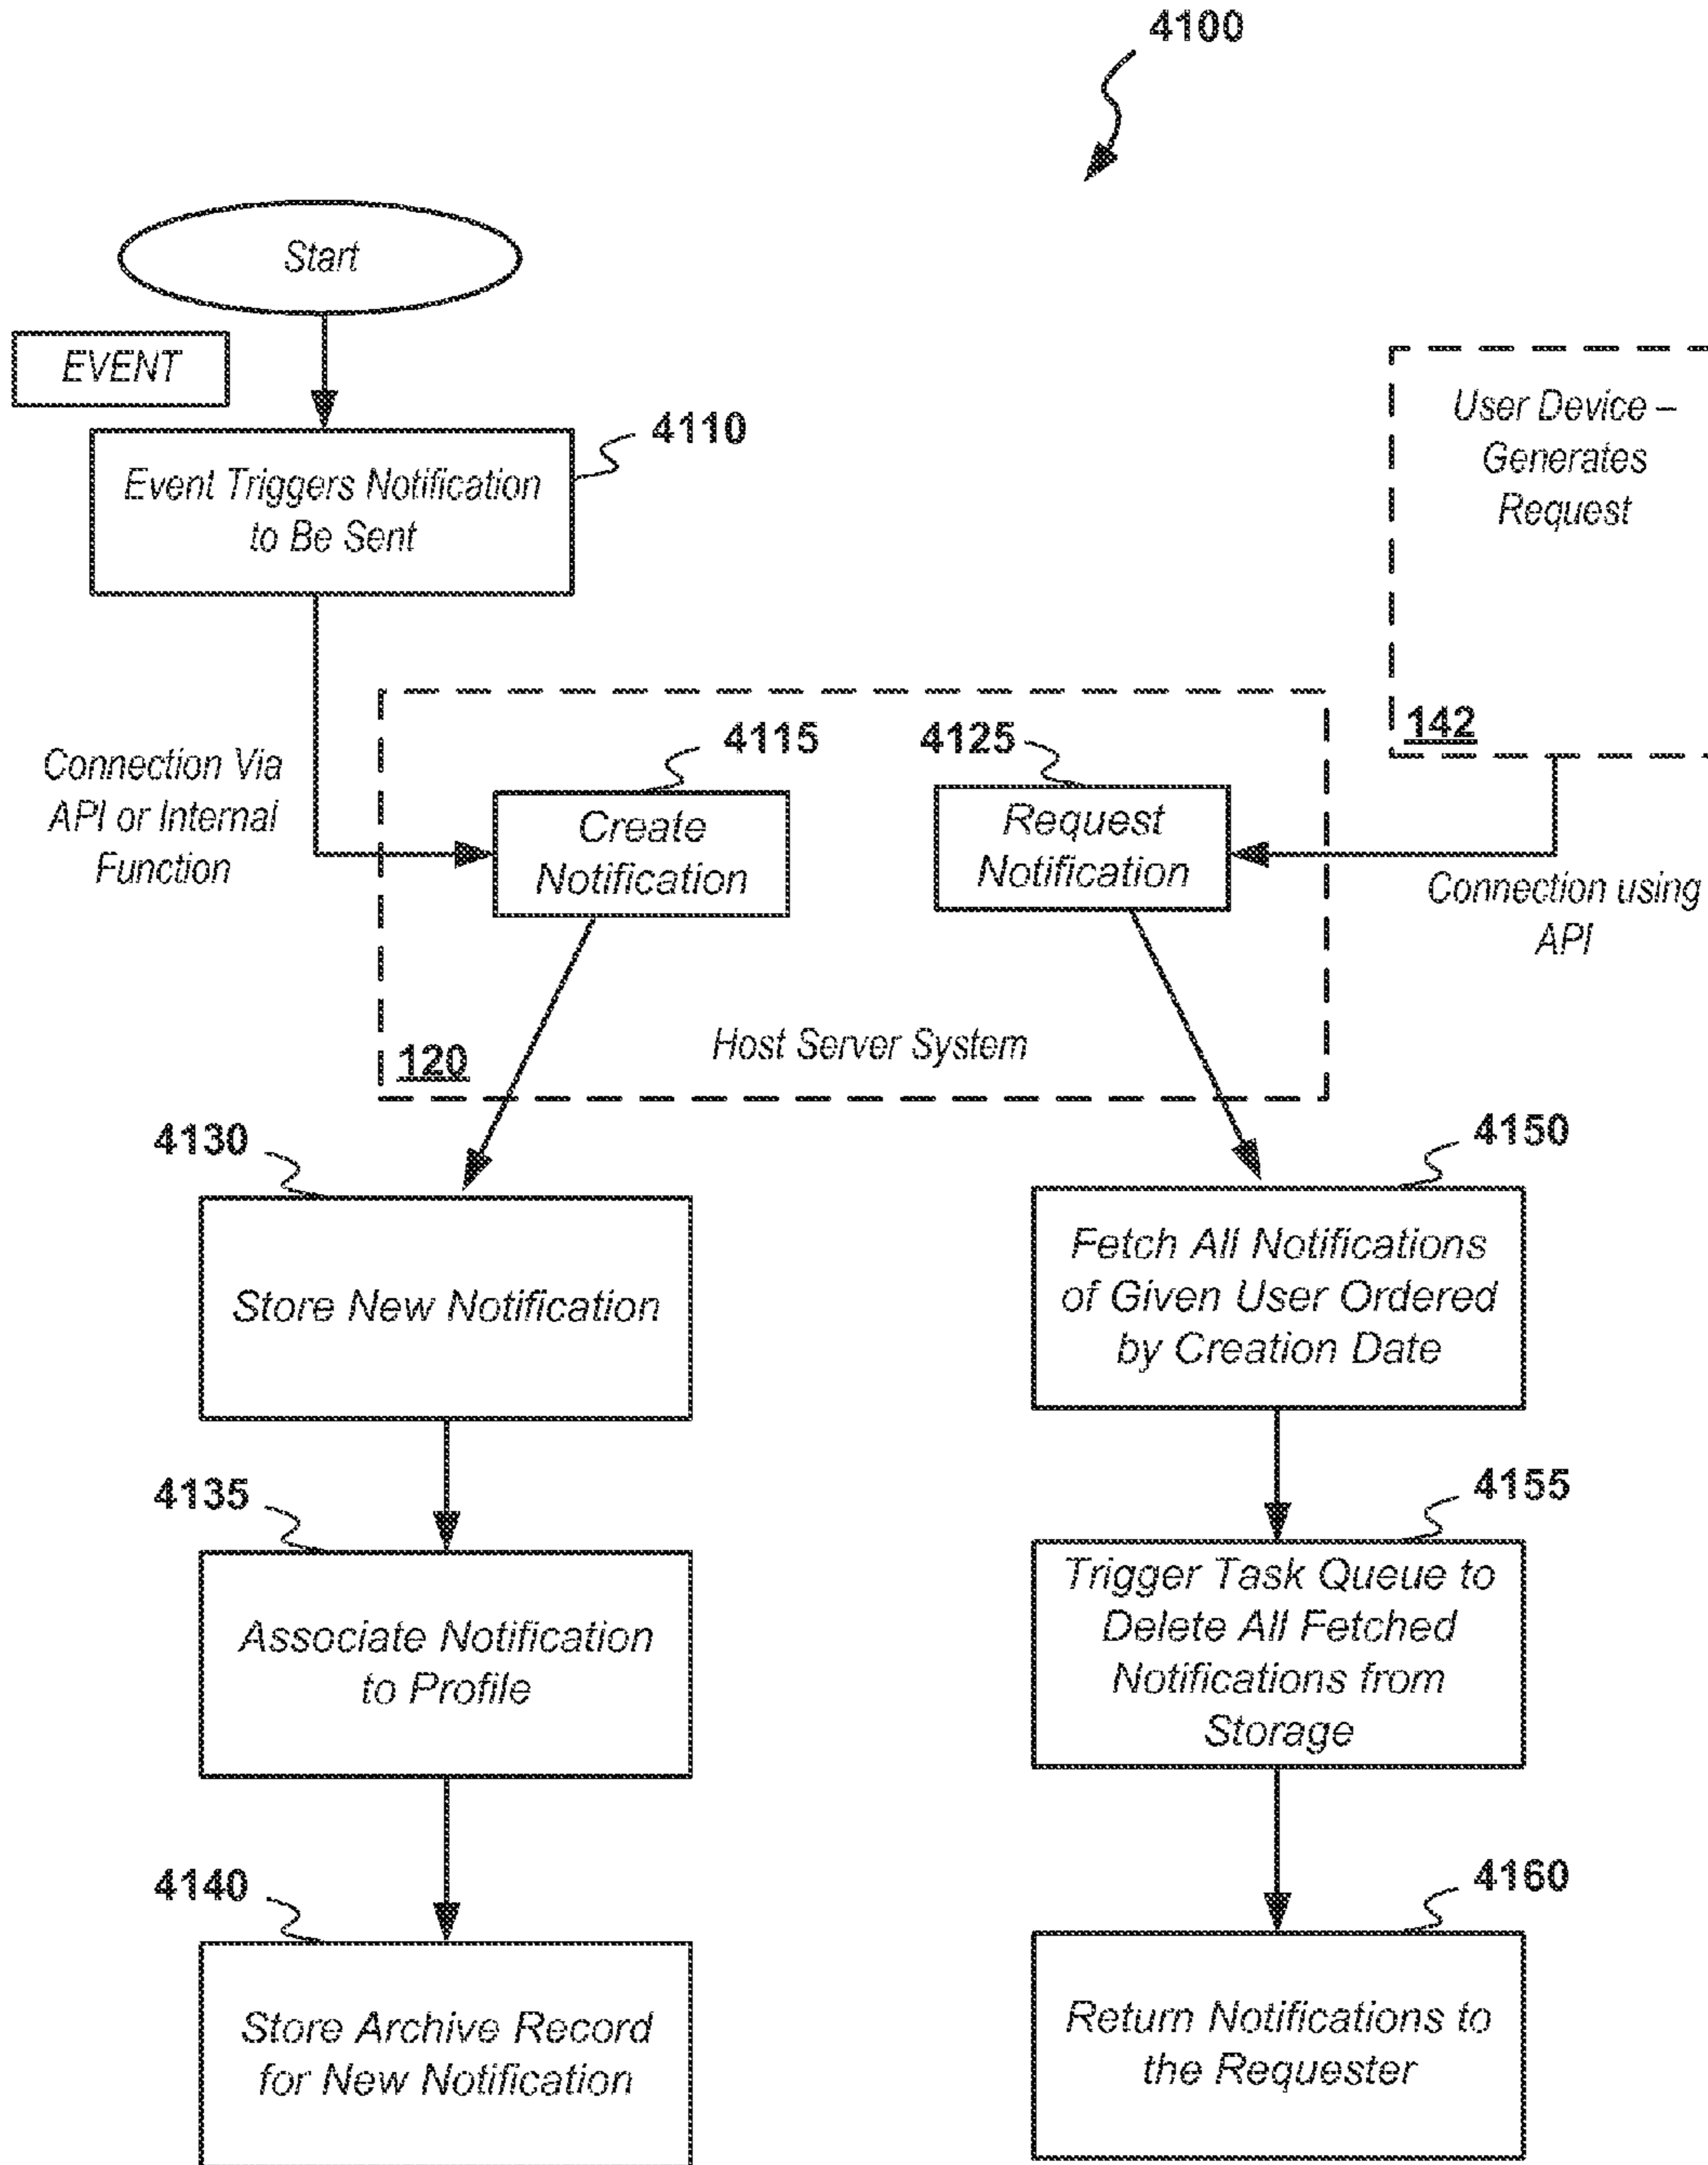 4100
Start
EVENT
4110
Event Triggers Notification
to Be Sent
User Device –
Generates
Request
142
Connection Via
API or Internal
Function
4115
Create
Notification
4125
Request
Notification
Connection using
API
120
Host Server System
4130
Store New Notification
4150
Fetch All Notifications
of Given User Ordered
by Creation Date
4135
Associate Notification
to Profile
4155
Trigger Task Queue to
Delete All Fetched
Notifications from
Storage
4140
Store Archive Record
for New Notification
4160
Return Notifications to
the Requester